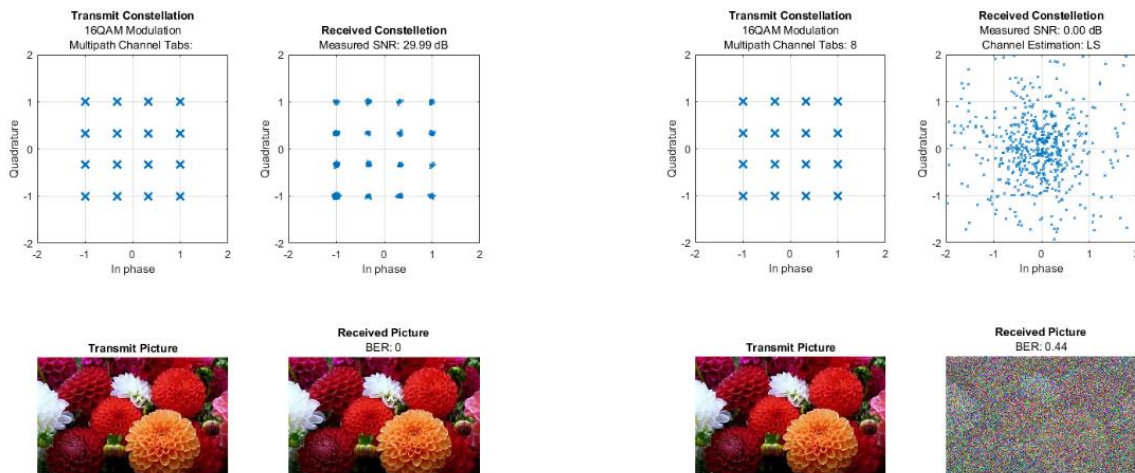 Transmit Constellation
16QAM Modulation
Multipath Channel Tabs:
2
1
0
-1
-2
Quadrature
-2 -1 0 1 2
In phase
Received Constelletion
Measured SNR: 29.99 dB
2
1
0
-1
-2
Quadrature
-2 -1 0 1 2
In phase
Transmit Picture
Received Picture
BER: 0
Transmit Constellation
16QAM Modulation
Multipath Channel Tabs: 8
2
1
0
-1
-2
Quadrature
-2 -1 0 1 2
In phase
Received Constelletion
Measured SNR: 0.00 dB
Channel Estimation: LS
2
1
0
-1
-2
Quadrature
-2 -1 0 1 2
In phase
Transmit Picture
Received Picture
BER: 0.44